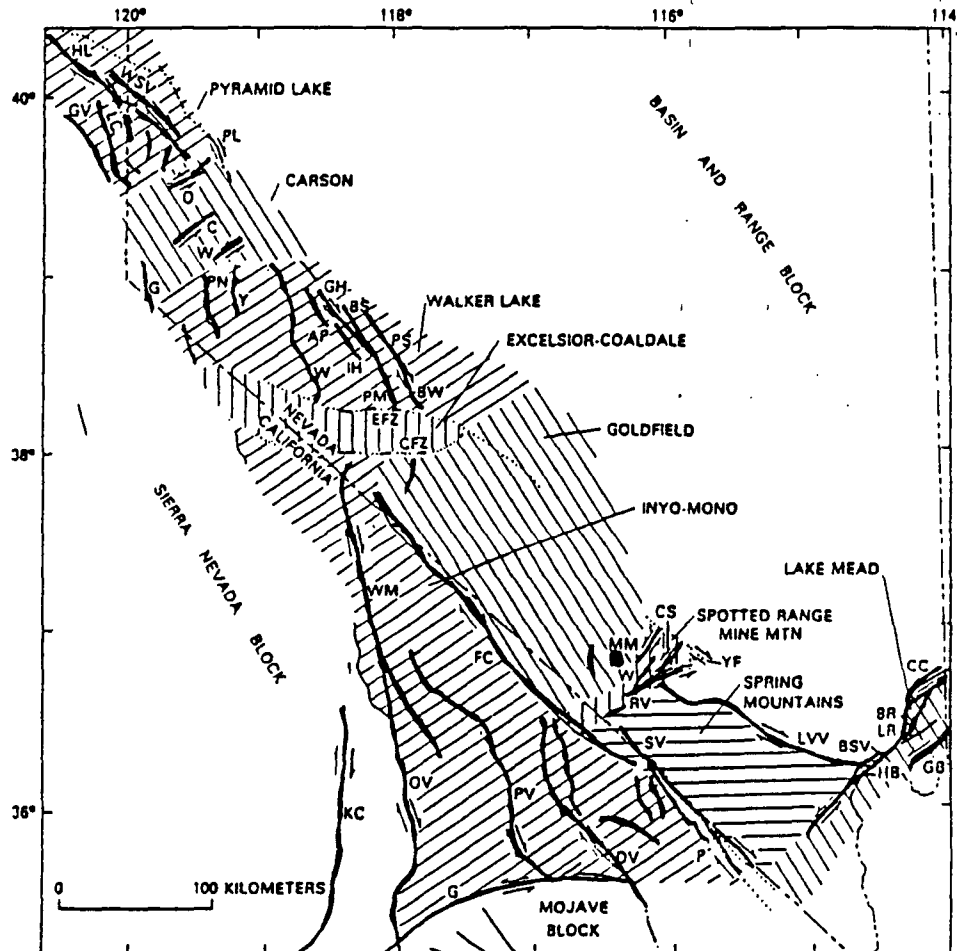 120°
118°
116°
114
HL
WSV
40°
GV
LC
PYRAMID LAKE
PL
BASIN AND RANGE BLOCK
CARSON
O
C
W
G
PN
Y
GH
BS
WALKER LAKE
AP
PS
EXCELSIOR-COALDALE
IH
W
PM
BW
EFZ
NEVADA
CALIFORNIA
CFZ
GOLDFIELD
38°
SIERRA NEVADA BLOCK
INYO-MONO
LAKE MEAD
WM
CS
SPOTTED RANGE
MINE MTN
MM
FC
W
YF
CC
SPRING
MOUNTAINS
RV
BR
LR
SV
LVV
BSV
HB
GB
36°
KC
OV
PV
DV
P
0
100 KILOMETERS
G
MOJAVE
BLOCK